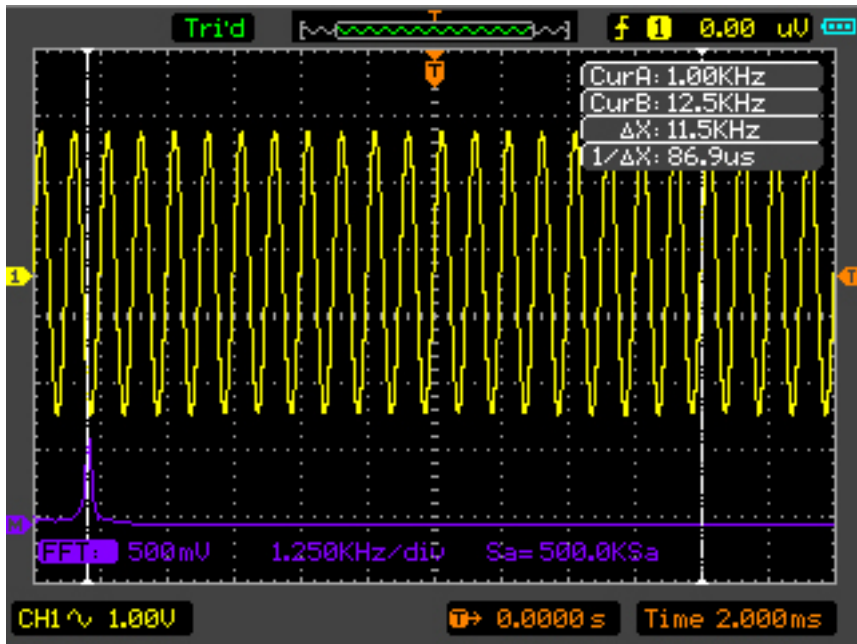 Tri'd T ƒ 1 0.00 uV
T
CurA: 1.00KHz
CurB: 12.5KHz
ΔX: 11.5KHz
1/ΔX: 86.9us
1 T
M
FFT: 500mV 1.250KHz/div Sa=500.0KSa
CH1∿ 1.00V T→ 0.0000s Time 2.000ms